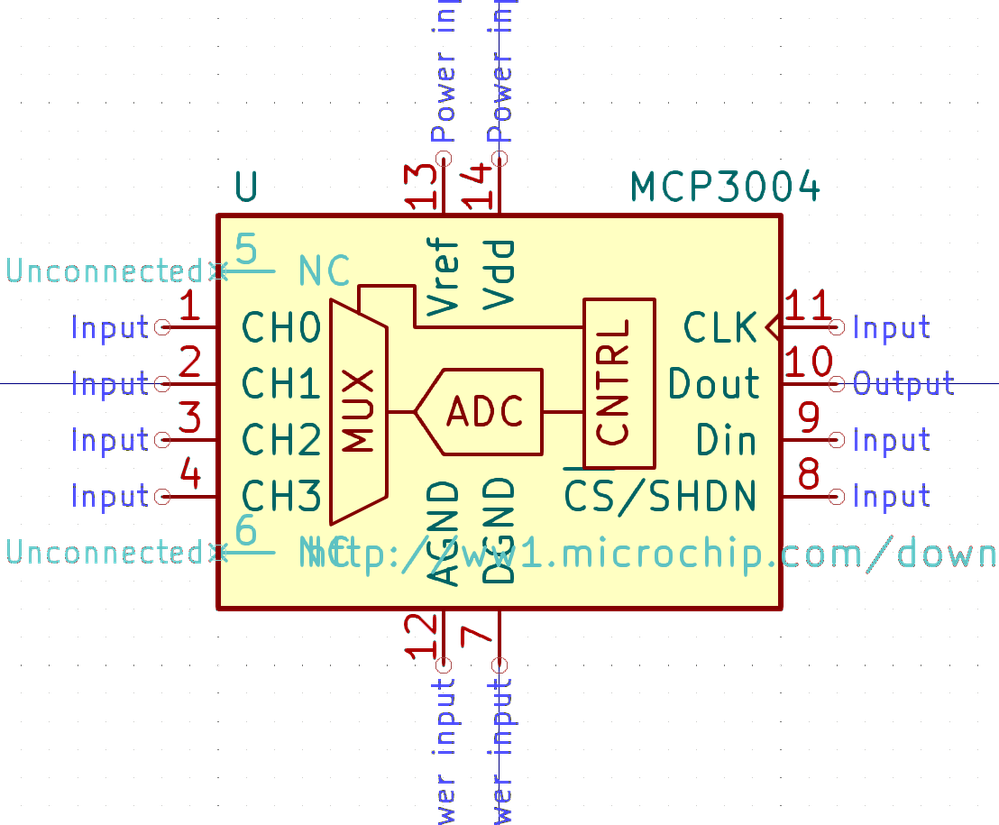 Power inp
Power inp
13
14
U
MCP3004
5
Unconnected
NC
Vref
Vdd
1
Input
CH0
CLK
11
Input
2
Input
CH1
Dout
10
Output
MUX
ADC
CNTRL
3
Input
CH2
Din
9
Input
4
Input
CH3
CS/SHDN
8
Input
AGND
DGND
6
Unconnected
NC
http://ww1.microchip.com/down
12
7
wer input
wer input